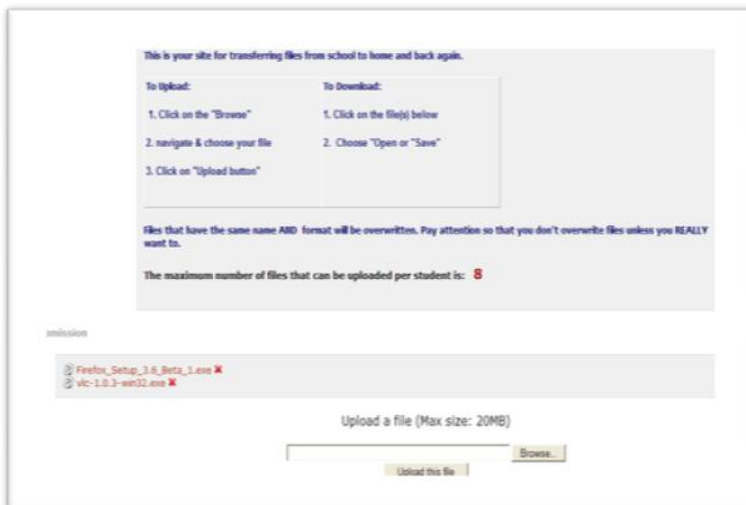 This is your site for transferring files from school to home and back again.
To Upload:
1. Click on the "Browse"
2. navigate & choose your file
3. Click on "Upload button"
To Download:
1. Click on the file(s) below
2. Choose "Open or "Save"
Files that have the same name AND format will be overwritten. Pay attention so that you don't overwrite files unless you REALLY
want to.
The maximum number of files that can be uploaded per student is: 8
xmission
Firefox_Setup_3.6_Beta_1.exe
vlc-1.0.3-win32.exe
Upload a file (Max size: 20MB)
Browse..
Upload this file